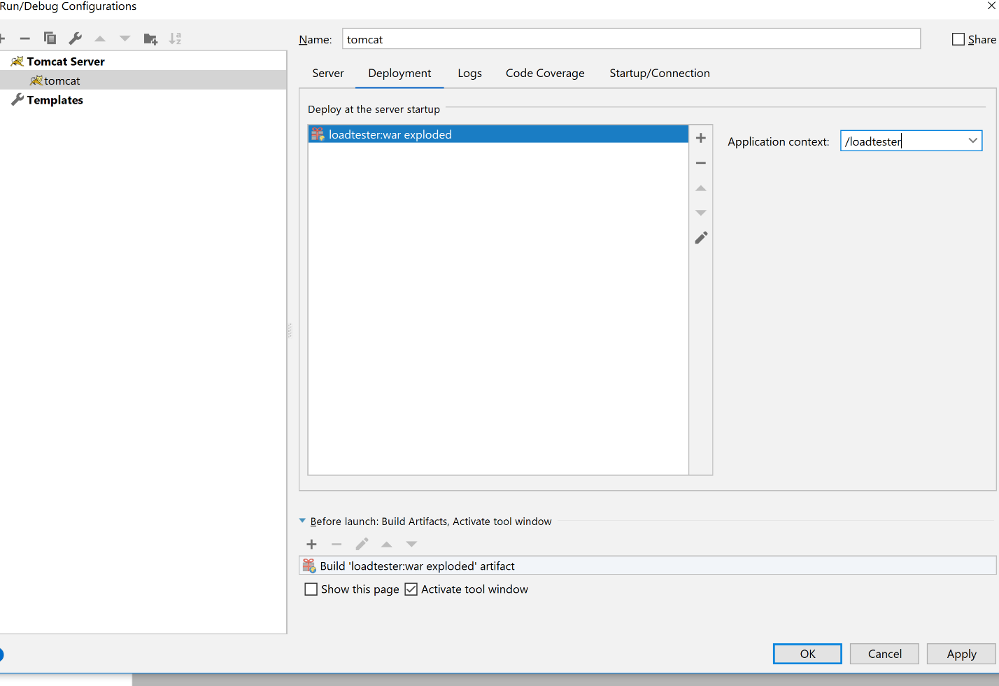 Run/Debug Configurations
Name: tomcat
Share
Tomcat Server
tomcat
Templates
Server Deployment Logs Code Coverage Startup/Connection
Deploy at the server startup
loadtester:war exploded
Application context: /loadtester
Before launch: Build Artifacts, Activate tool window
Build 'loadtester:war exploded' artifact
Show this page Activate tool window
OK Cancel Apply